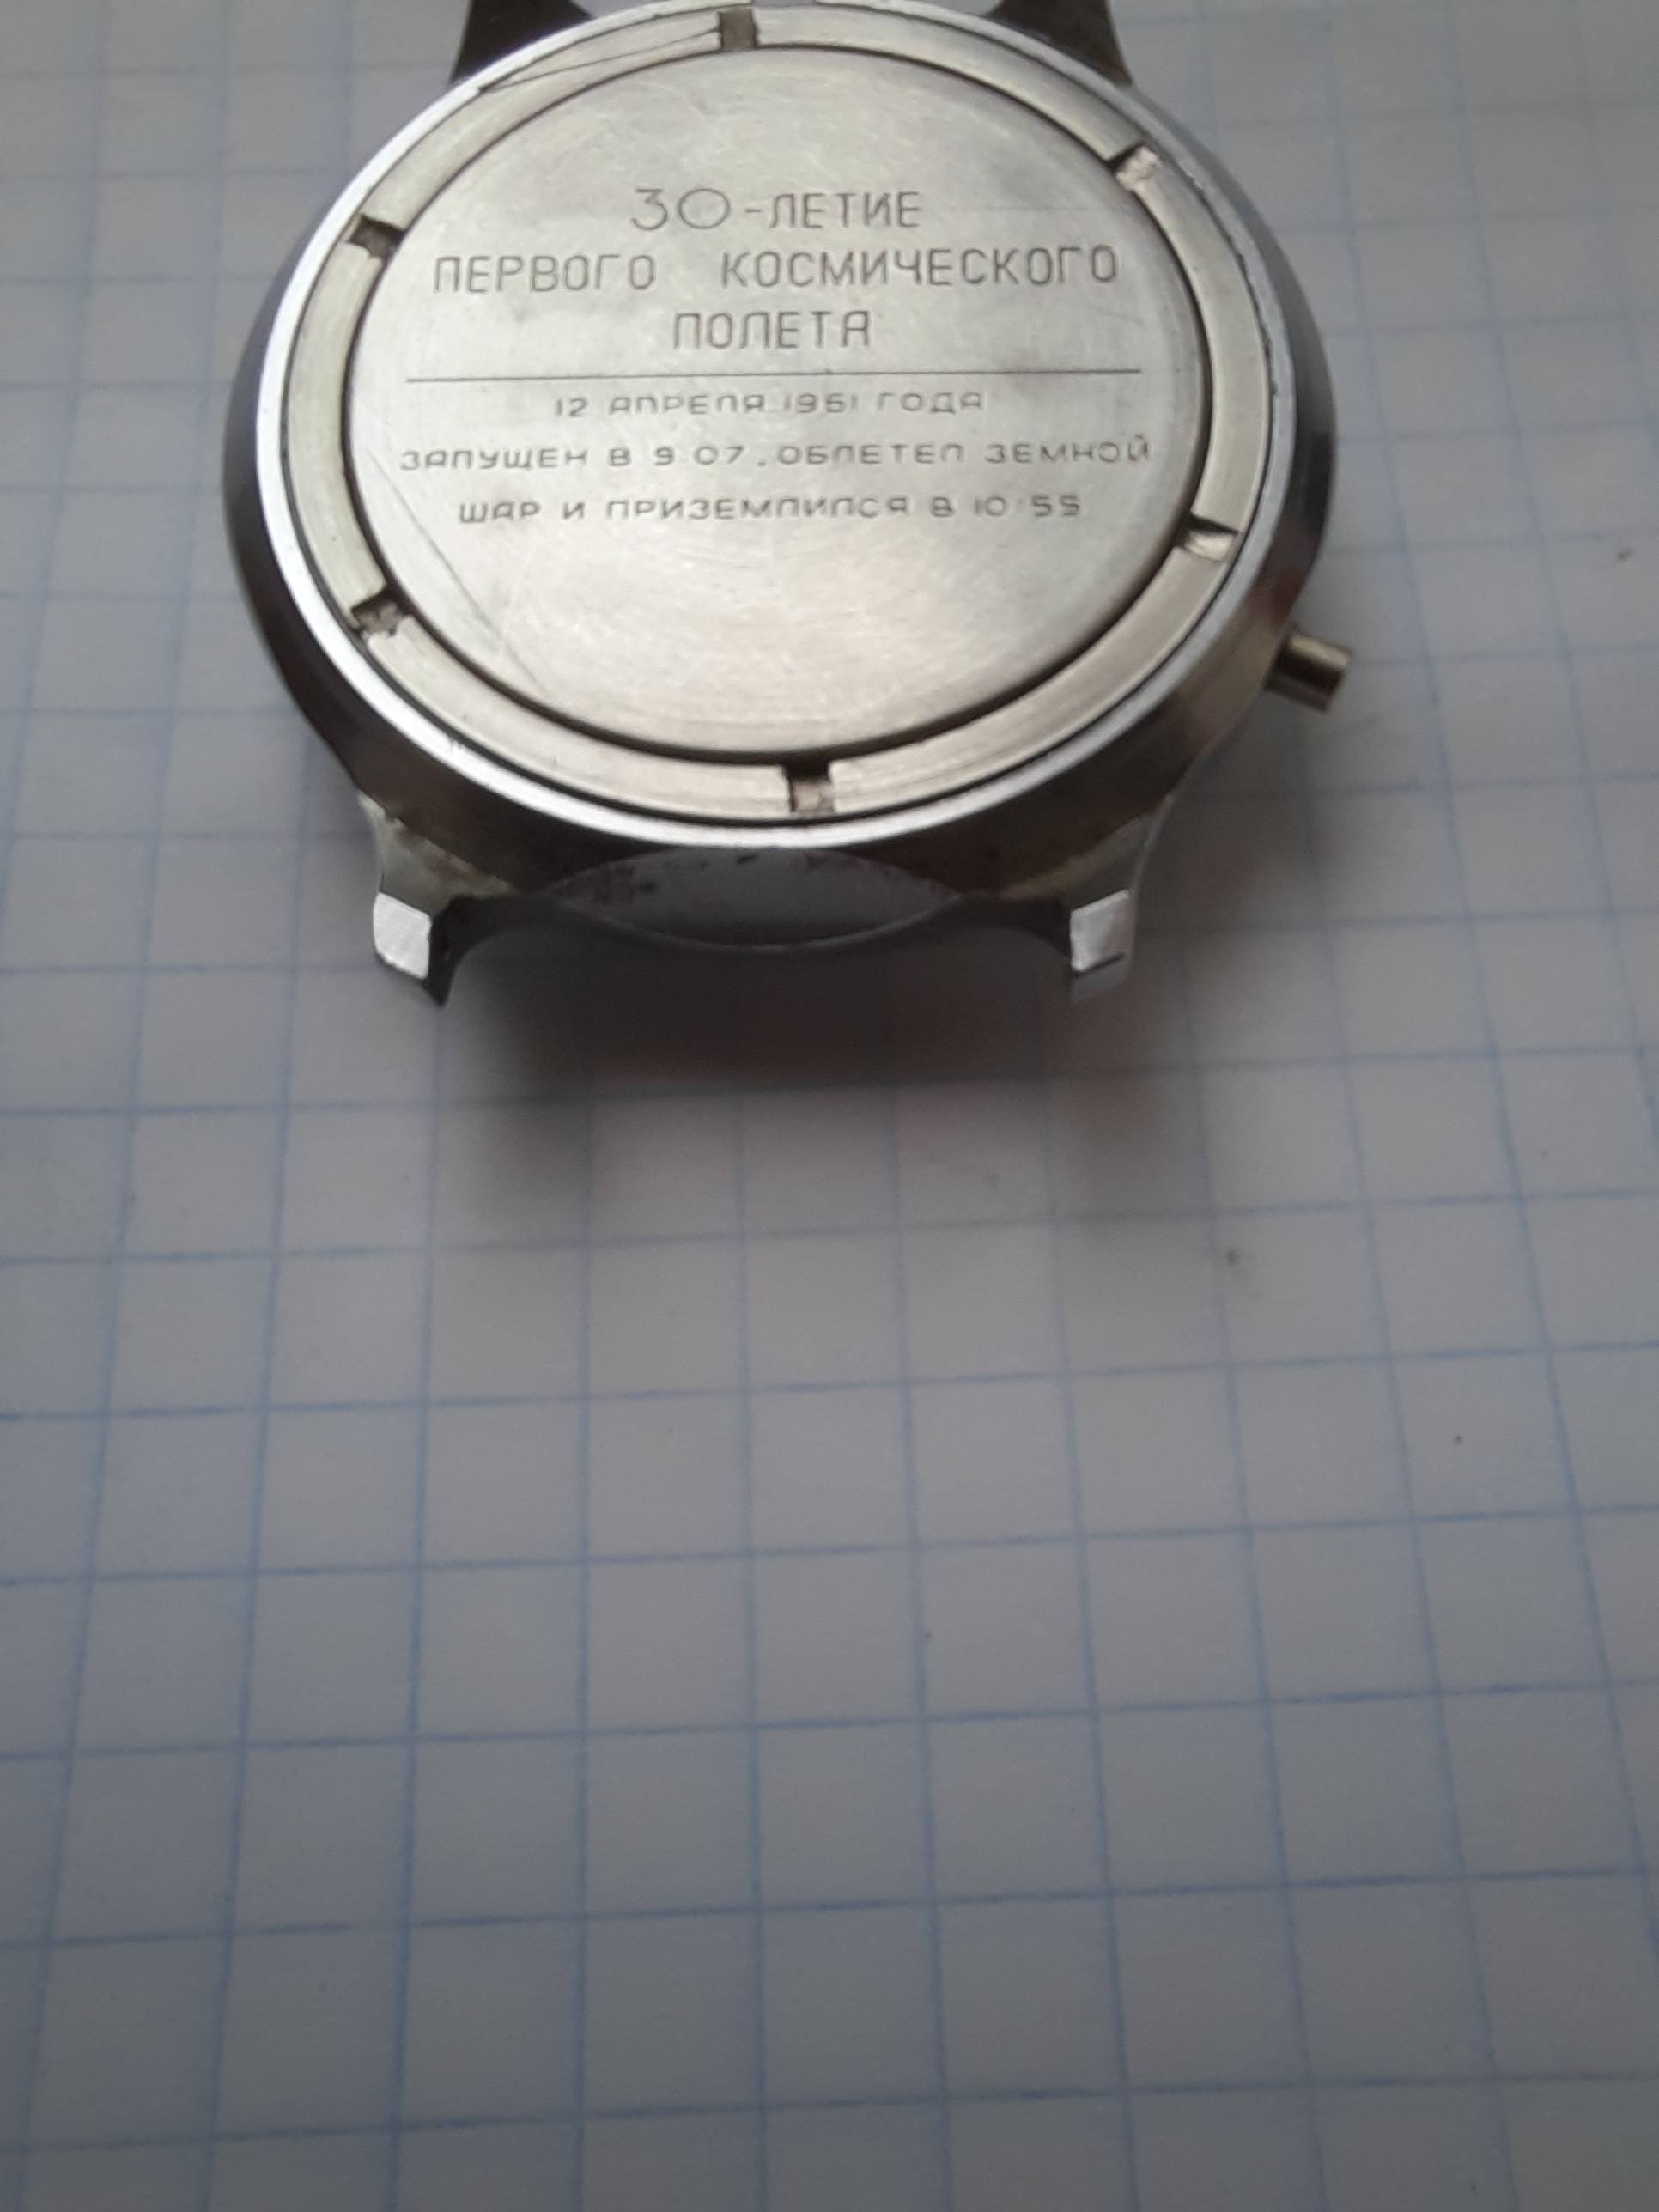 30-ЛЕТИЕ
ПЕРВОГО КОСМИЧЕСКОГО
ПОЛЕТА
12 АПРЕЛЯ 1961 ГОДА
ЗАПУЩЕН В 9:07, ОБЛЕТЕЛ ЗЕМНОЙ
ШАР И ПРИЗЕМЛИЛСЯ В 10:55